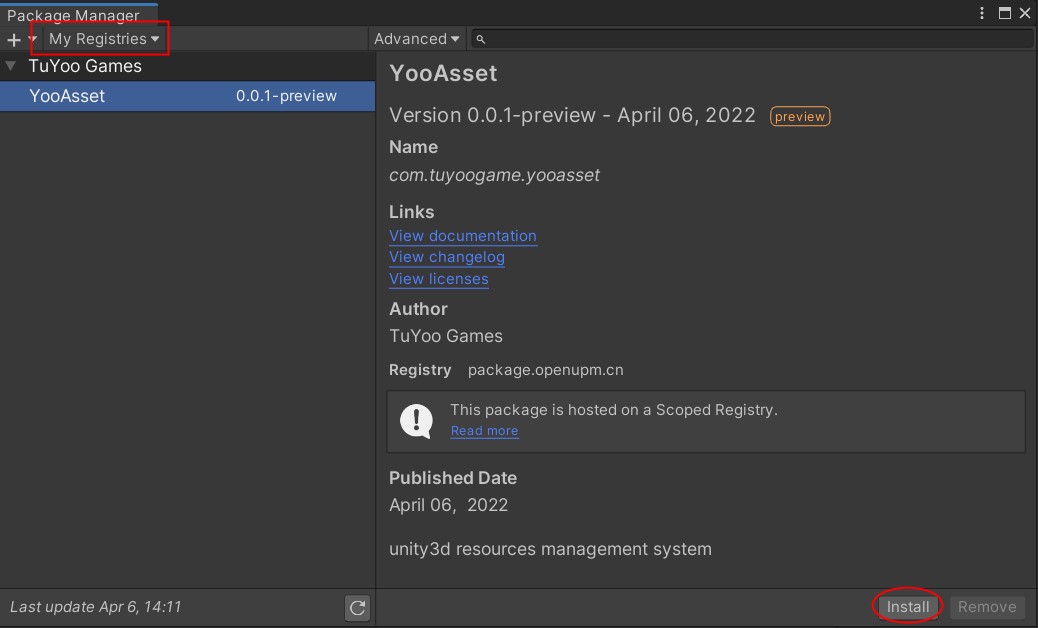 Package Manager
My Registries
Advanced
TuYoo Games
YooAsset 0.0.1-preview
YooAsset
Version 0.0.1-preview - April 06, 2022 preview
Name
com.tuyoogame.yooasset
Links
View documentation
View changelog
View licenses
Author
TuYoo Games
Registry package.openupm.cn
This package is hosted on a Scoped Registry.
Read more
Published Date
April 06, 2022
unity3d resources management system
Last update Apr 6, 14:11
Install Remove